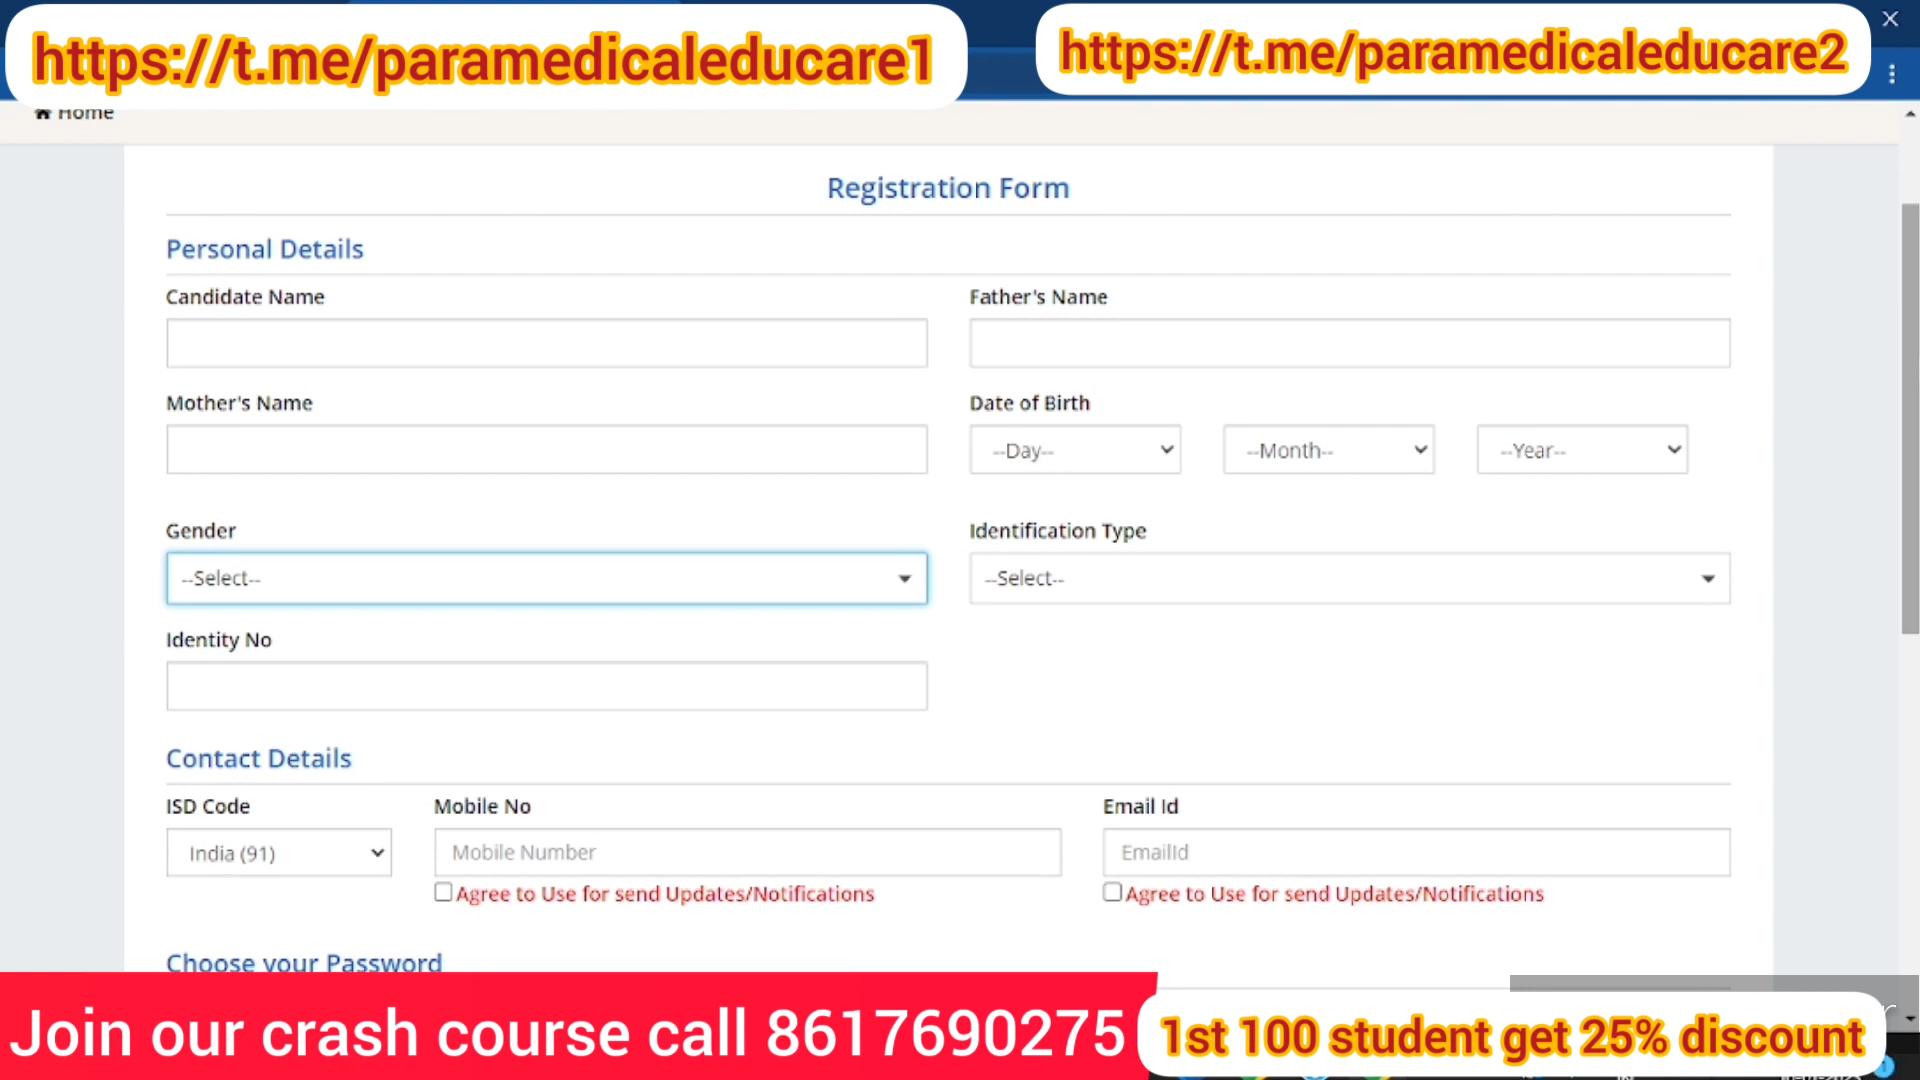 https://t.me/paramedicaleducare1
https://t.me/paramedicaleducare2
Home
Registration Form
Personal Details
Candidate Name
Father's Name
Mother's Name
Date of Birth
--Day--
--Month--
--Year--
Gender
Identification Type
--Select--
--Select--
Identity No
Contact Details
ISD Code
Mobile No
Email Id
India (91)
Mobile Number
EmailId
Agree to Use for send Updates/Notifications
Agree to Use for send Updates/Notifications
Choose your Password
Join our crash course call 8617690275
1st 100 student get 25% discount